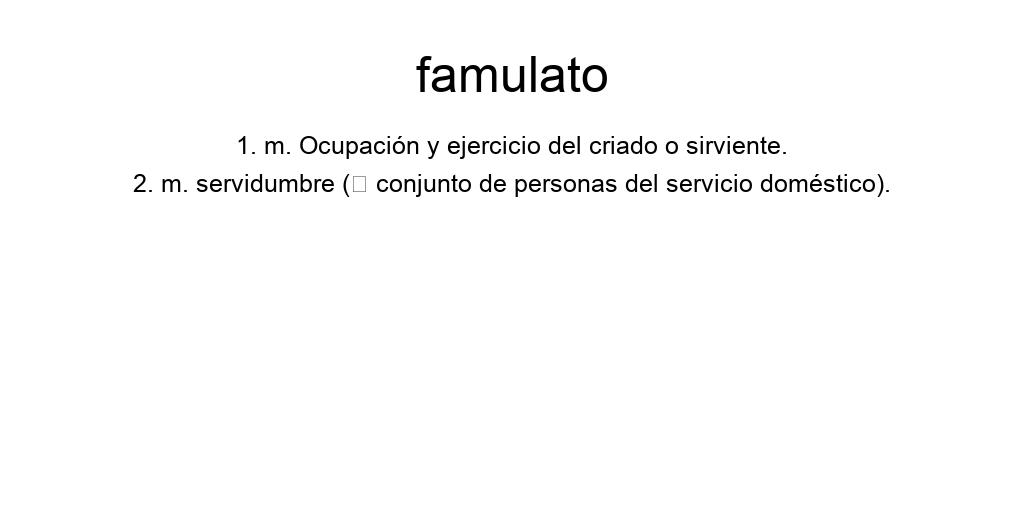 famulato
1. m. Ocupación y ejercicio del criado o sirviente.
2. m. servidumbre (□ conjunto de personas del servicio doméstico).